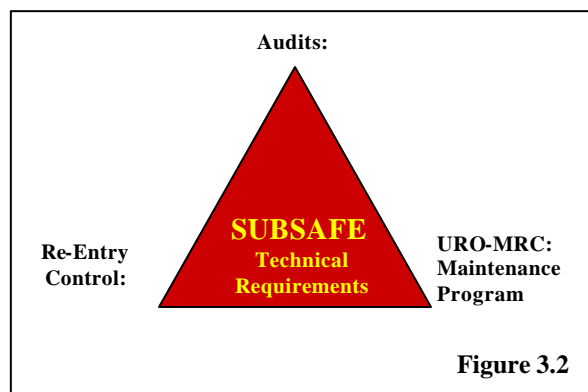 Audits:
SUBSAFE
Technical
Requirements
Re-Entry
Control:
URO-MRC:
Maintenance
Program
Figure 3.2